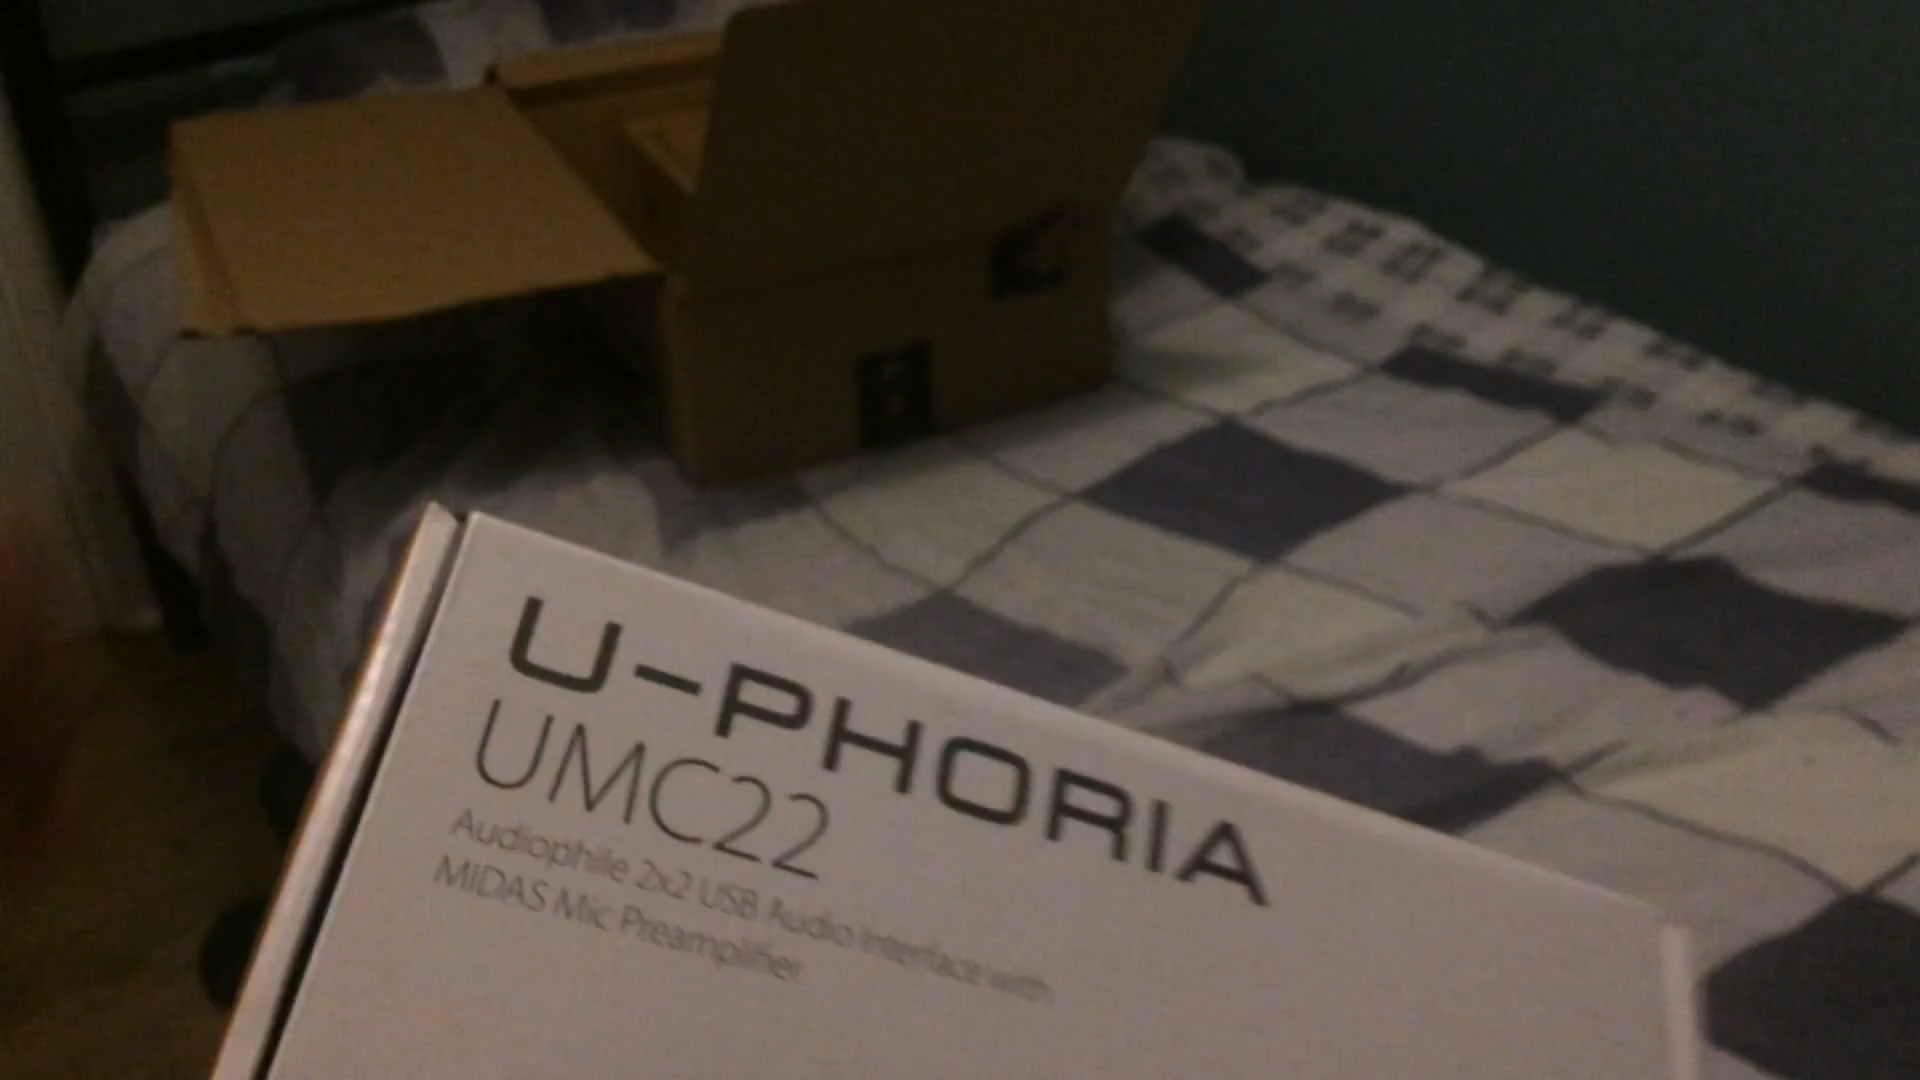 U-PHORIA
UMC22
Audiophile 2x2 USB Audio Interface with
MIDAS Mic Preamplifier